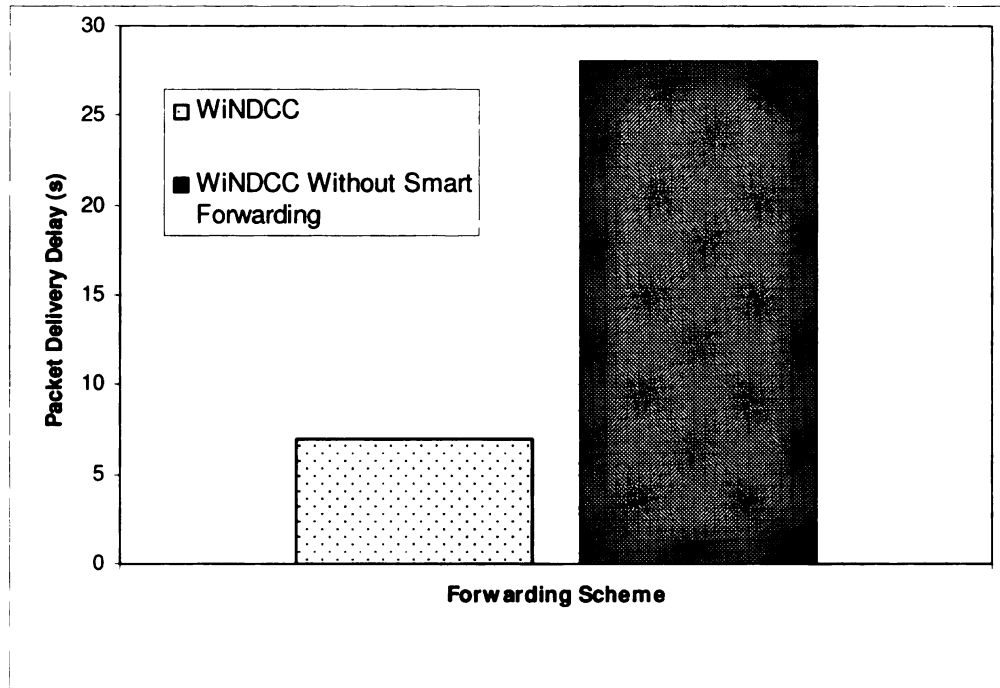 30
25
20
15
10
5
0
Packet Delivery Delay (s)
WiNDCC
WiNDCC Without Smart
Forwarding
Forwarding Scheme